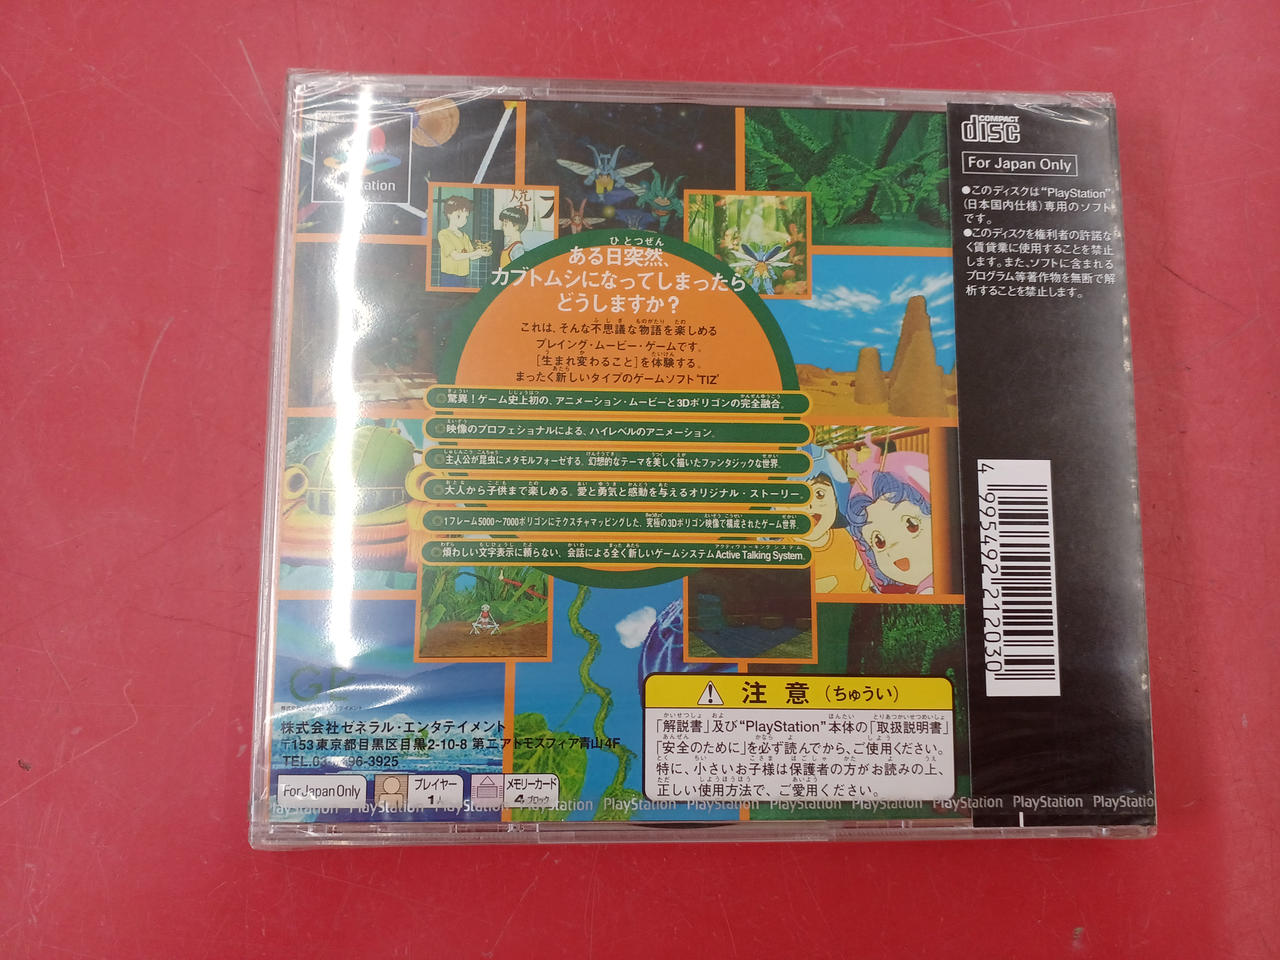 COMPACT
disc
For Japan Only
●このディスクは“PlayStation”
(日本国内仕様)専用のソフト
です。
●このディスクを権利者の許諾な
く賃貸業に使用することを禁止
します。また、ソフトに含まれる
プログラム等著作物を無断で解
析することを禁止します。
ある日突然、
カブトムシになってしまったら
どうしますか?
これは、そんな不思議な物語を楽しめる
プレイング・ムービー・ゲームです。
[生まれ変わること]を体験する。
まったく新しいタイプのゲームソフト'TIZ'
驚異!ゲーム史上初の、アニメーション・ムービーと3Dポリゴンの完全融合。
映像のプロフェショナルによる、ハイレベルのアニメーション。
主人公が昆虫にメタモルフォーゼする。幻想的なテーマを美しく描いたファンタジックな世界。
大人から子供まで楽しめる。愛と勇気と感動を与えるオリジナル・ストーリー。
1フレーム5000〜7000ポリゴンにテクスチャマッピングした、究極の3Dポリゴン映像で構成されたゲーム世界。
煩わしい文字表示に頼らない、会話による全く新しいゲームシステムActive Talking System.
4 995492 212030
株式会社ゼネラル・エンタテイメント
〒153東京都目黒区目黒2-10-8 第二アトモスフィア青山4F
For Japan Only
プレイヤー
1人
メモリーカード
4ブロック
注意(ちゅうい)
「解説書」及び“PlayStation”本体の「取扱説明書」
「安全のために」を必ず読んでから、ご使用ください。
特に、小さいお子様は保護者の方がお読みの上、
正しい使用方法で、ご愛用ください。
PlayStation PlayStation PlayStation PlayStation